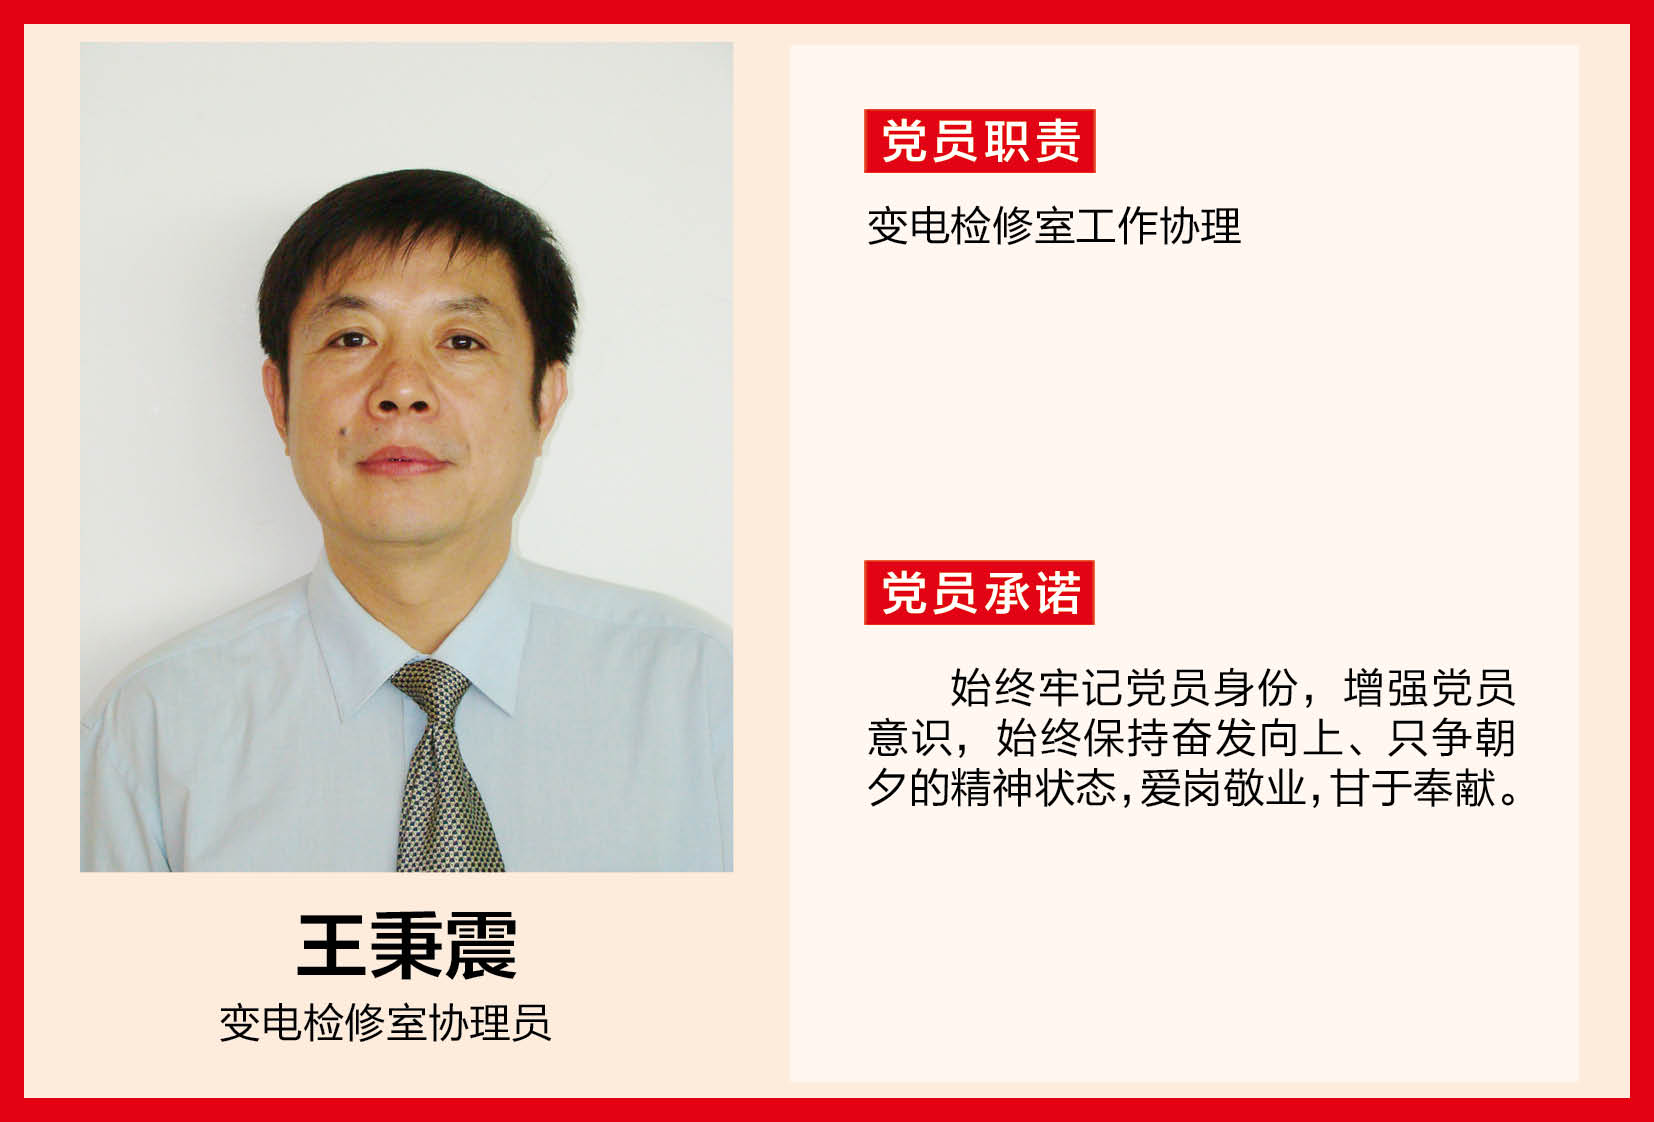 王秉震
变电检修室协理员
党员职责
变电检修室工作协理
党员承诺
始终牢记党员身份，增强党员
意识，始终保持奋发向上、只争朝
夕的精神状态，爱岗敬业，甘于奉献。